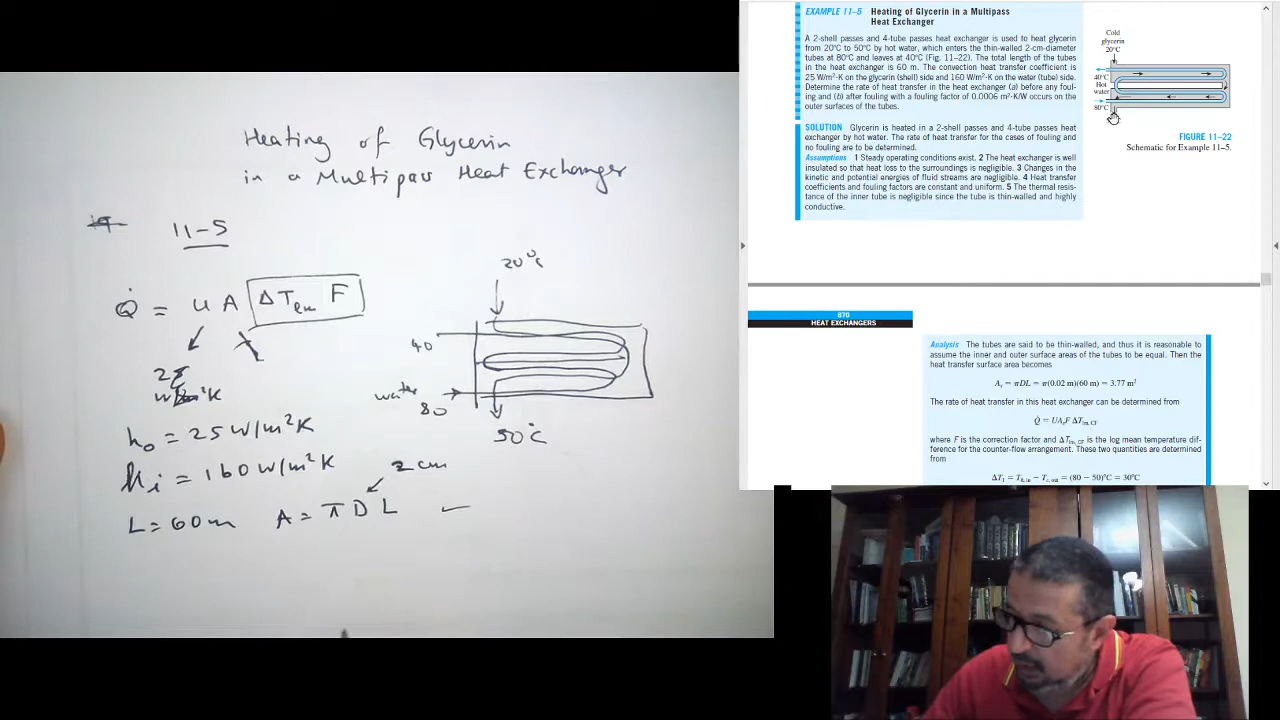 Heating of Glycerin
in a Multipass Heat Exchanger
11-5
Q̇ = U A ΔTlm F
25
W/m²K
h₀ = 25 W/m²K
hi = 160 W/m²K
L = 60 m A = π D L
2 cm
20°C
40
water
80
50°C
EXAMPLE 11–5 Heating of Glycerin in a Multipass
Heat Exchanger
A 2-shell passes and 4-tube passes heat exchanger is used to heat glycerin
from 20°C to 50°C by hot water, which enters the thin-walled 2-cm-diameter
tubes at 80°C and leaves at 40°C (Fig. 11–22). The total length of the tubes
in the heat exchanger is 60 m. The convection heat transfer coefficient is
25 W/m²·K on the glycerin (shell) side and 160 W/m²·K on the water (tube) side.
Determine the rate of heat transfer in the heat exchanger (a) before any foul-
ing and (b) after fouling with a fouling factor of 0.0006 m²·K/W occurs on the
outer surfaces of the tubes.
SOLUTION Glycerin is heated in a 2-shell passes and 4-tube passes heat
exchanger by hot water. The rate of heat transfer for the cases of fouling and
no fouling are to be determined.
Assumptions 1 Steady operating conditions exist. 2 The heat exchanger is well
insulated so that heat loss to the surroundings is negligible. 3 Changes in the
kinetic and potential energies of fluid streams are negligible. 4 Heat transfer
coefficients and fouling factors are constant and uniform. 5 The thermal resis-
tance of the inner tube is negligible since the tube is thin-walled and highly
conductive.
Cold
glycerin
20°C
40°C
Hot
water
80°C
FIGURE 11–22
Schematic for Example 11–5.
670
HEAT EXCHANGERS
Analysis The tubes are said to be thin-walled, and thus it is reasonable to
assume the inner and outer surface areas of the tubes to be equal. Then the
heat transfer surface area becomes
Aₛ = πDL = π(0.02 m)(60 m) = 3.77 m²
The rate of heat transfer in this heat exchanger can be determined from
Q̇ = UAₛF ΔTlm, CF
where F is the correction factor and ΔTlm, CF is the log mean temperature dif-
ference for the counter-flow arrangement. These two quantities are determined
from
ΔT₁ = Th, in − Tc, out = (80 − 50)°C = 30°C